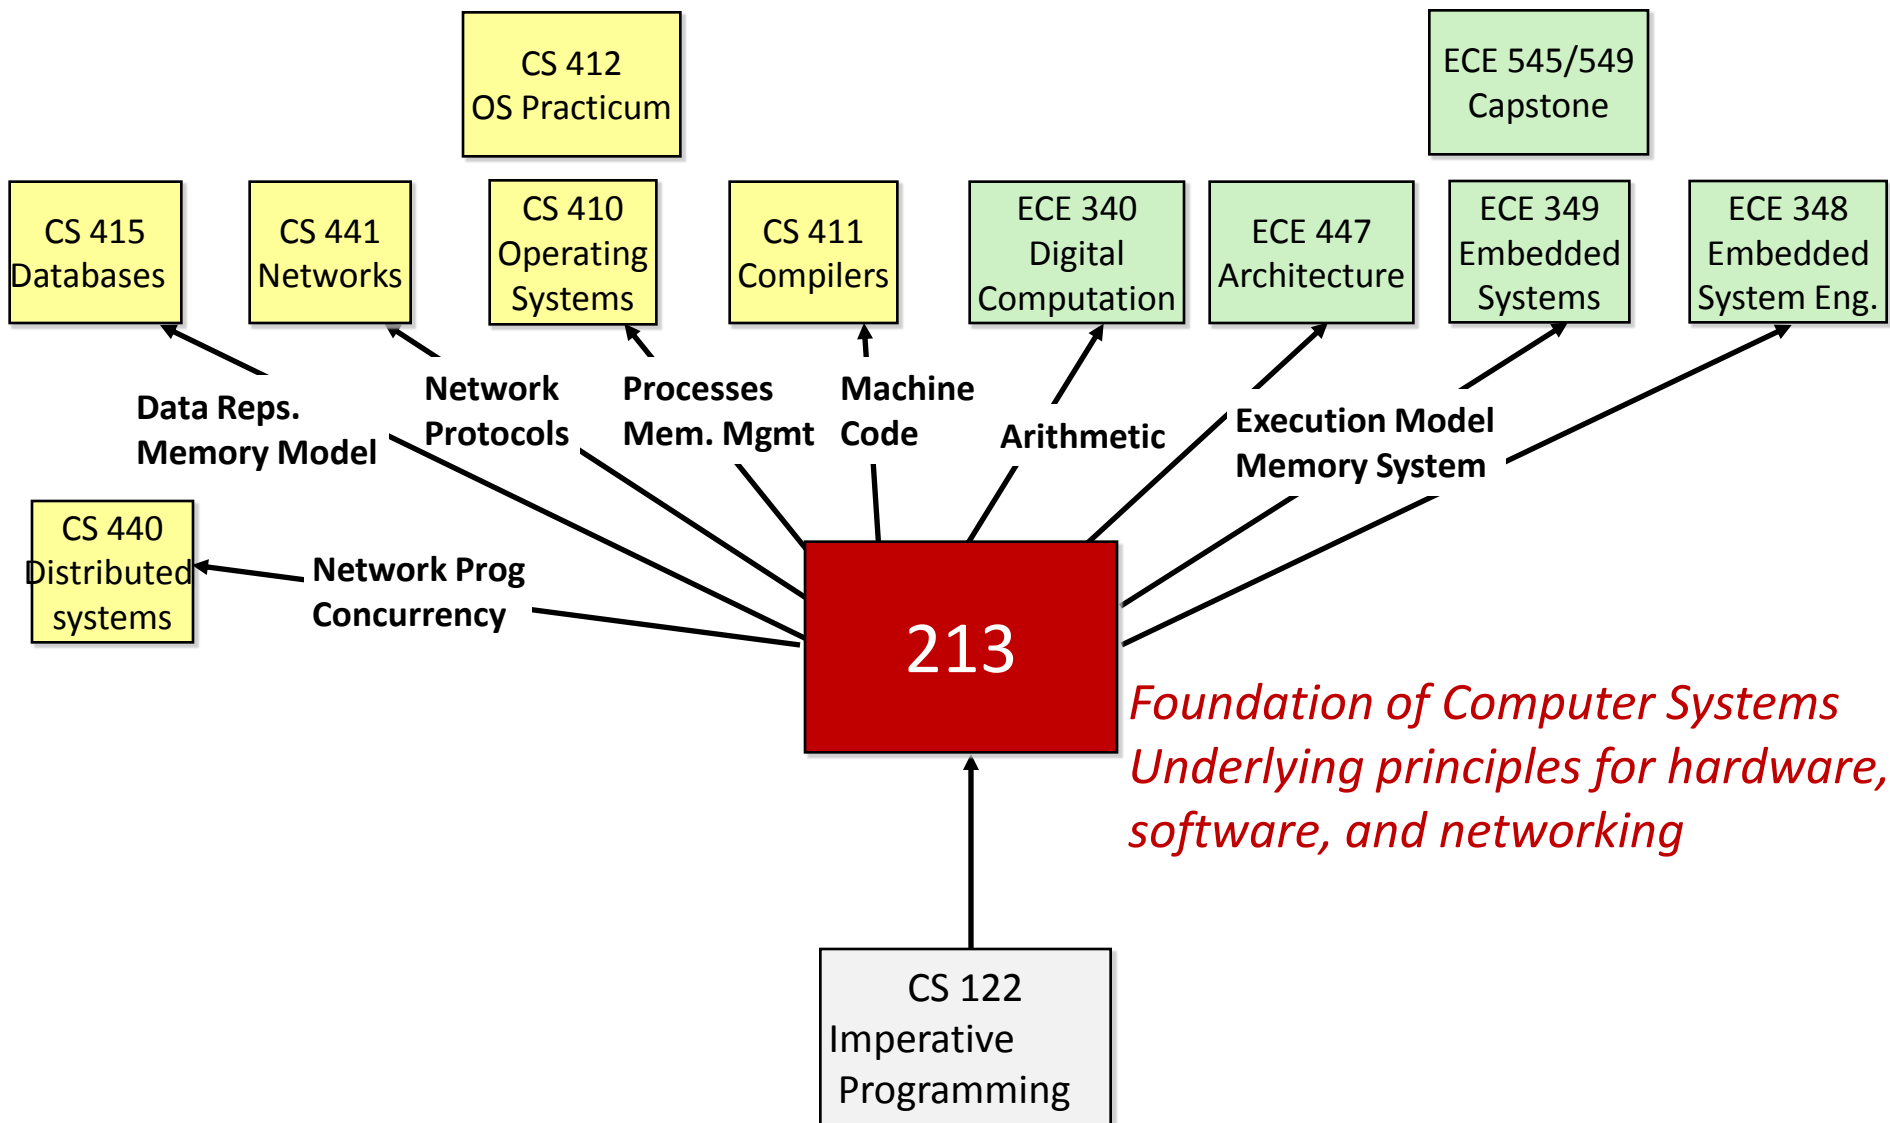 CS 412
OS Practicum
ECE 545/549
Capstone
CS 415
Databases
CS 441
Networks
CS 410
Operating
Systems
CS 411
Compilers
ECE 340
Digital
Computation
ECE 447
Architecture
ECE 349
Embedded
Systems
ECE 348
Embedded
System Eng.
Data Reps.
Memory Model
Network
Protocols
Processes
Mem. Mgmt
Machine
Code
Arithmetic
Execution Model
Memory System
CS 440
Distributed
systems
Network Prog
Concurrency
213
Foundation of Computer Systems
Underlying principles for hardware,
software, and networking
CS 122
Imperative
Programming